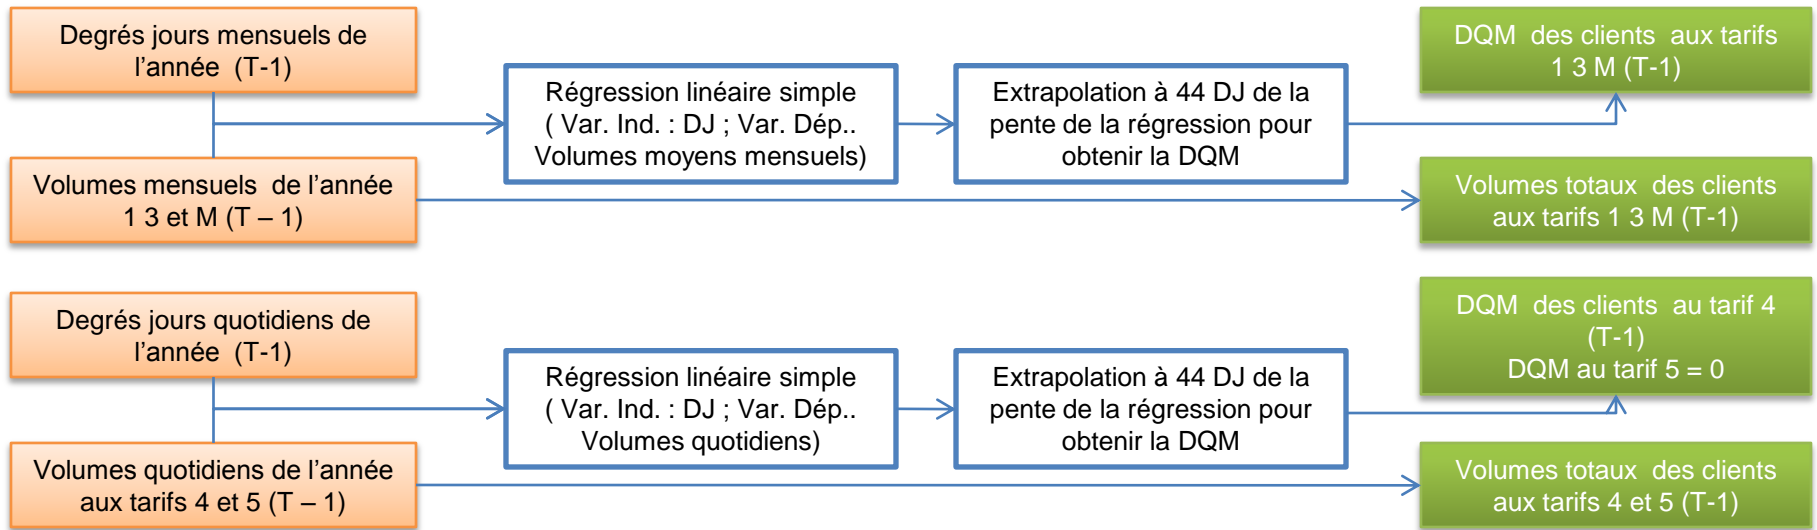 Degrés jours mensuels de
l’année (T-1)
Volumes mensuels de l’année
1 3 et M (T – 1)
Régression linéaire simple
( Var. Ind. : DJ ; Var. Dép..
Volumes moyens mensuels)
Extrapolation à 44 DJ de la
pente de la régression pour
obtenir la DQM
DQM des clients aux tarifs
1 3 M (T-1)
Volumes totaux des clients
aux tarifs 1 3 M (T-1)
Degrés jours quotidiens de
l’année (T-1)
Volumes quotidiens de l’année
aux tarifs 4 et 5 (T – 1)
Régression linéaire simple
( Var. Ind. : DJ ; Var. Dép..
Volumes quotidiens)
Extrapolation à 44 DJ de la
pente de la régression pour
obtenir la DQM
DQM des clients au tarif 4
(T-1)
DQM au tarif 5 = 0
Volumes totaux des clients
aux tarifs 4 et 5 (T-1)